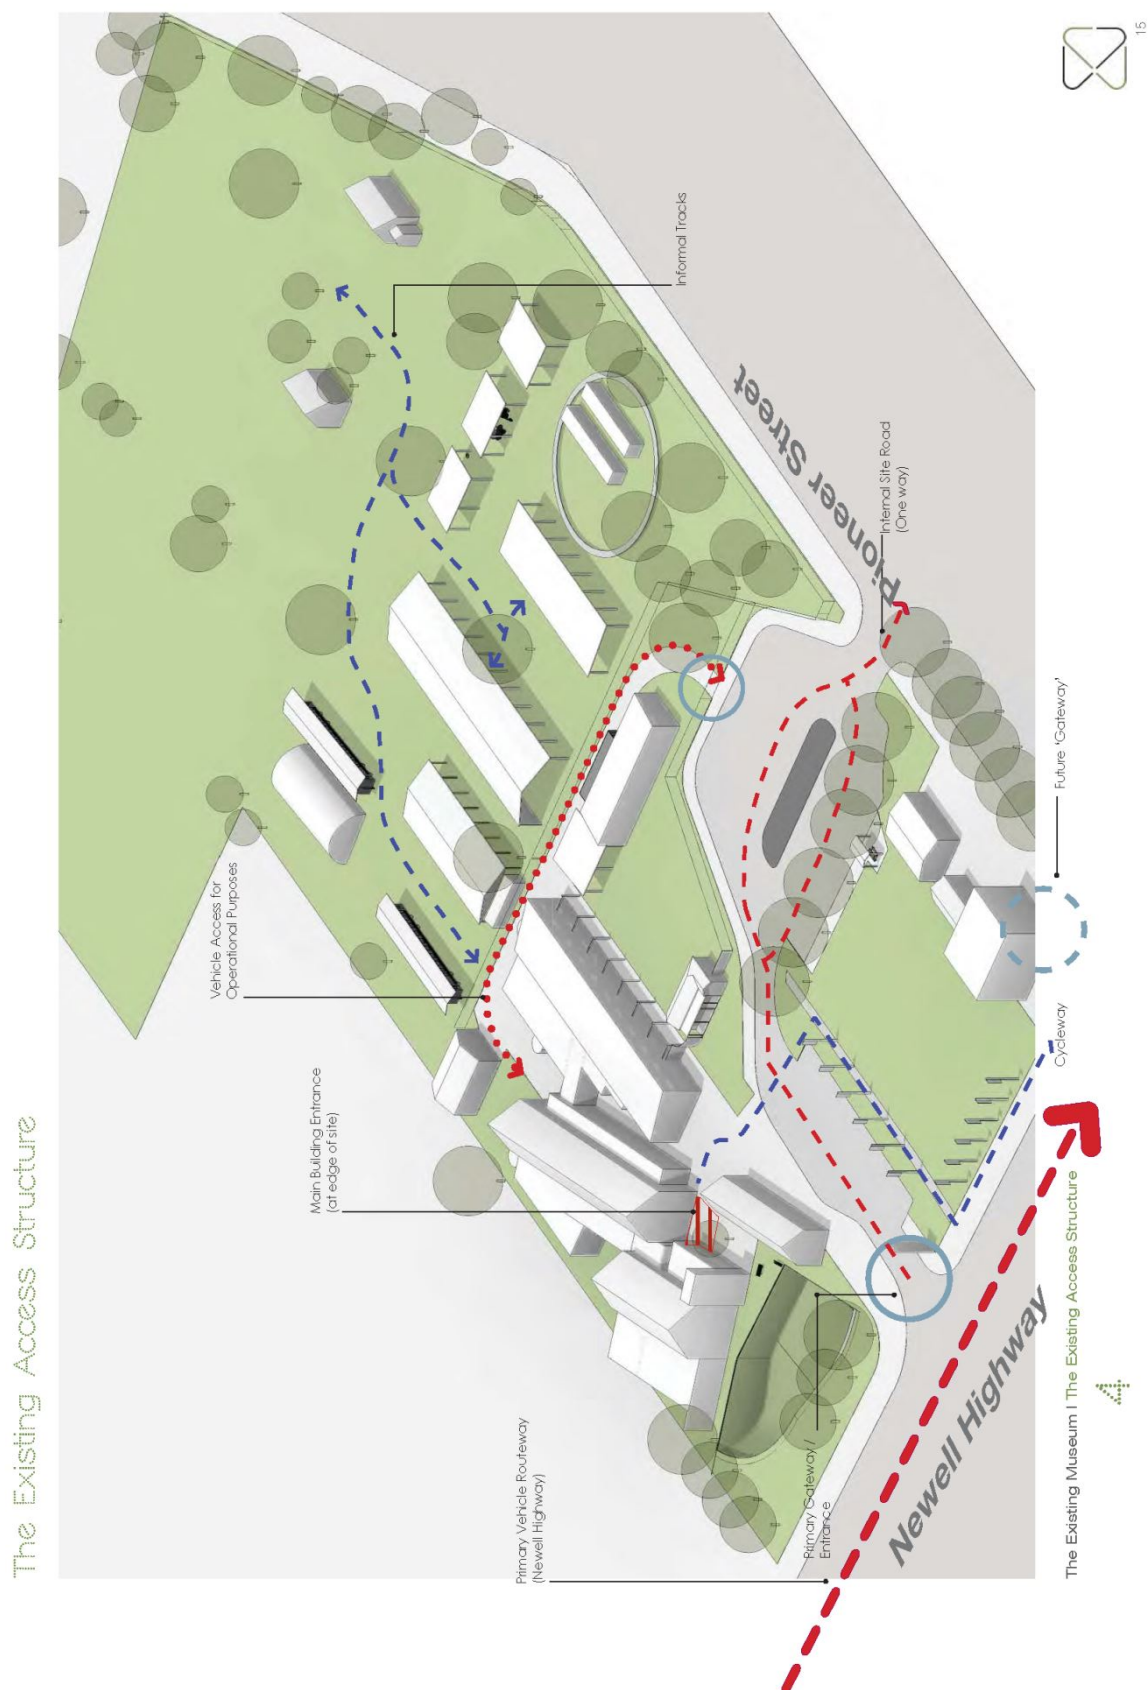 The Existing Access Structure
Vehicle Access for
Operational Purposes
Main Building Entrance
(at edge of site)
Primary Vehicle Routeway
(Newell Highway)
Primary Gateway /
Entrance
Informal Tracks
Pioneer Street
Internal Site Road
(One way)
Newell Highway
Cycleway
Future 'Gateway'
The Existing Museum | The Existing Access Structure
4
15